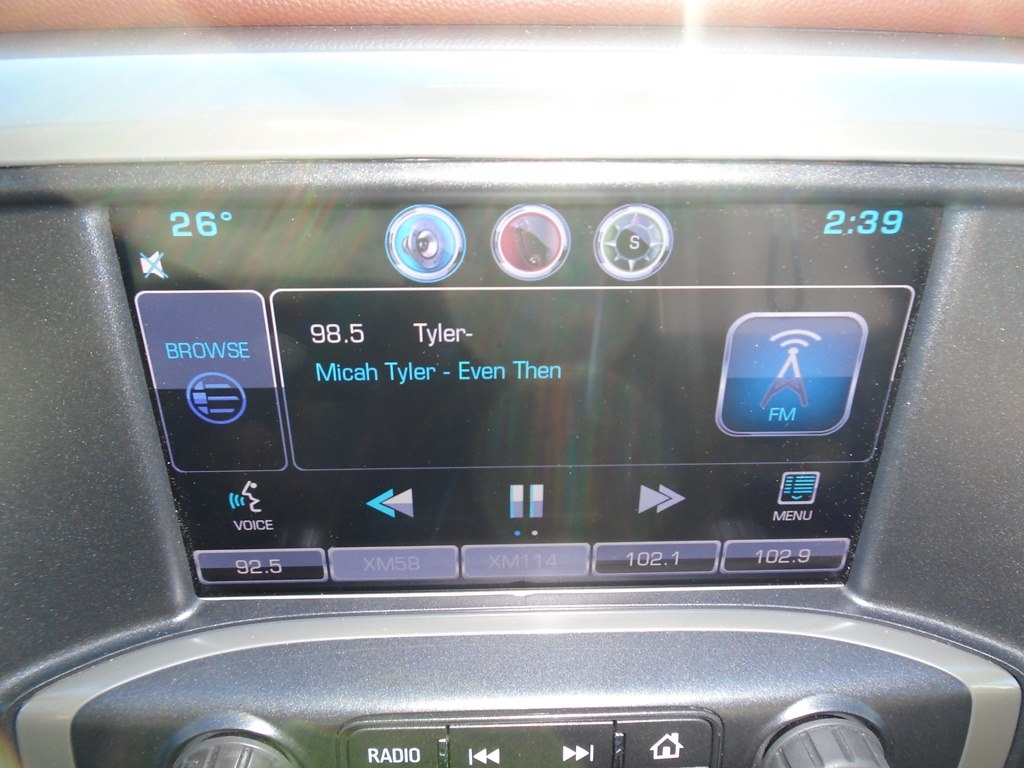 26°
2:39
S
98.5 Tyler-
Micah Tyler - Even Then
BROWSE
FM
VOICE
MENU
92.5 XM58 XM114 102.1 102.9
RADIO